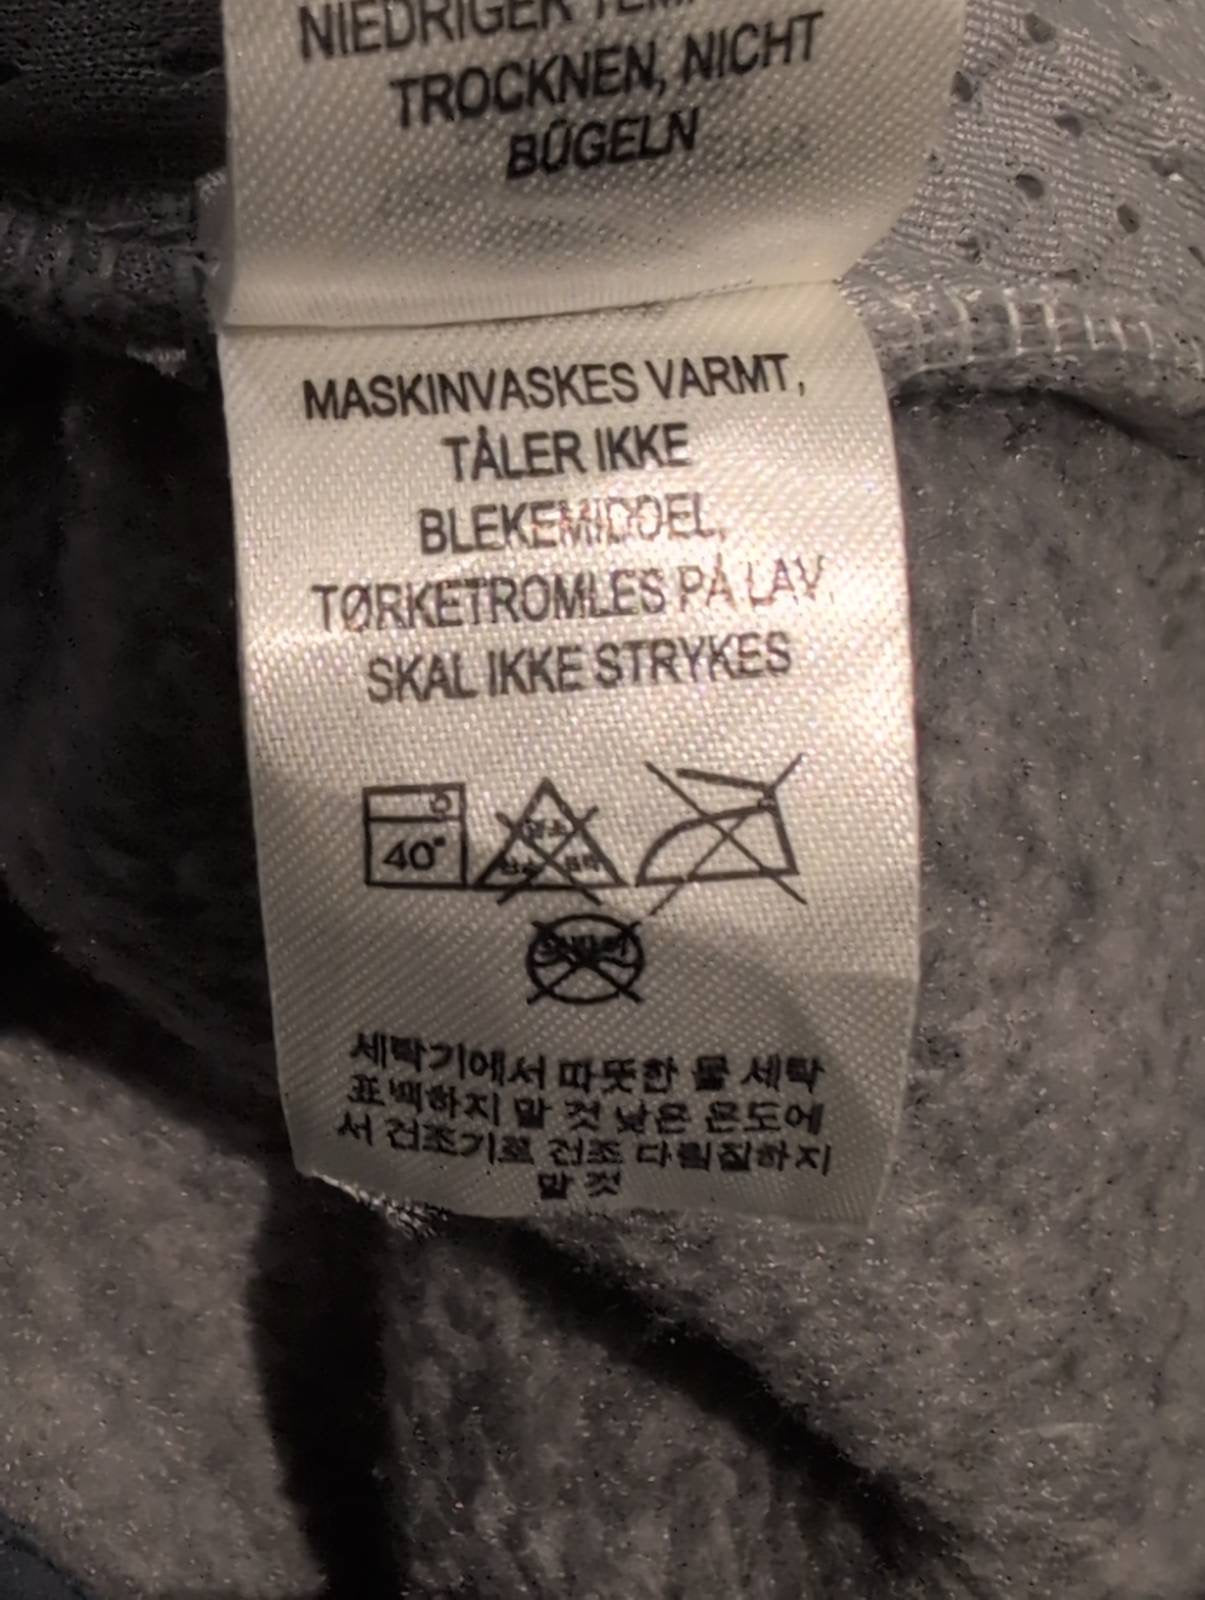 NIEDRIGER
TROCKNEN, NICHT
BÜGELN
MASKINVASKES VARMT,
TÅLER IKKE
BLEKEMIDDEL,
TØRKETROMLES PÅ LAV.
SKAL IKKE STRYKES
40°
세탁기에서 따뜻한 물 세탁
표백하지 말 것 낮은 온도에
서 건조기로 건조 다림질하지
말 것